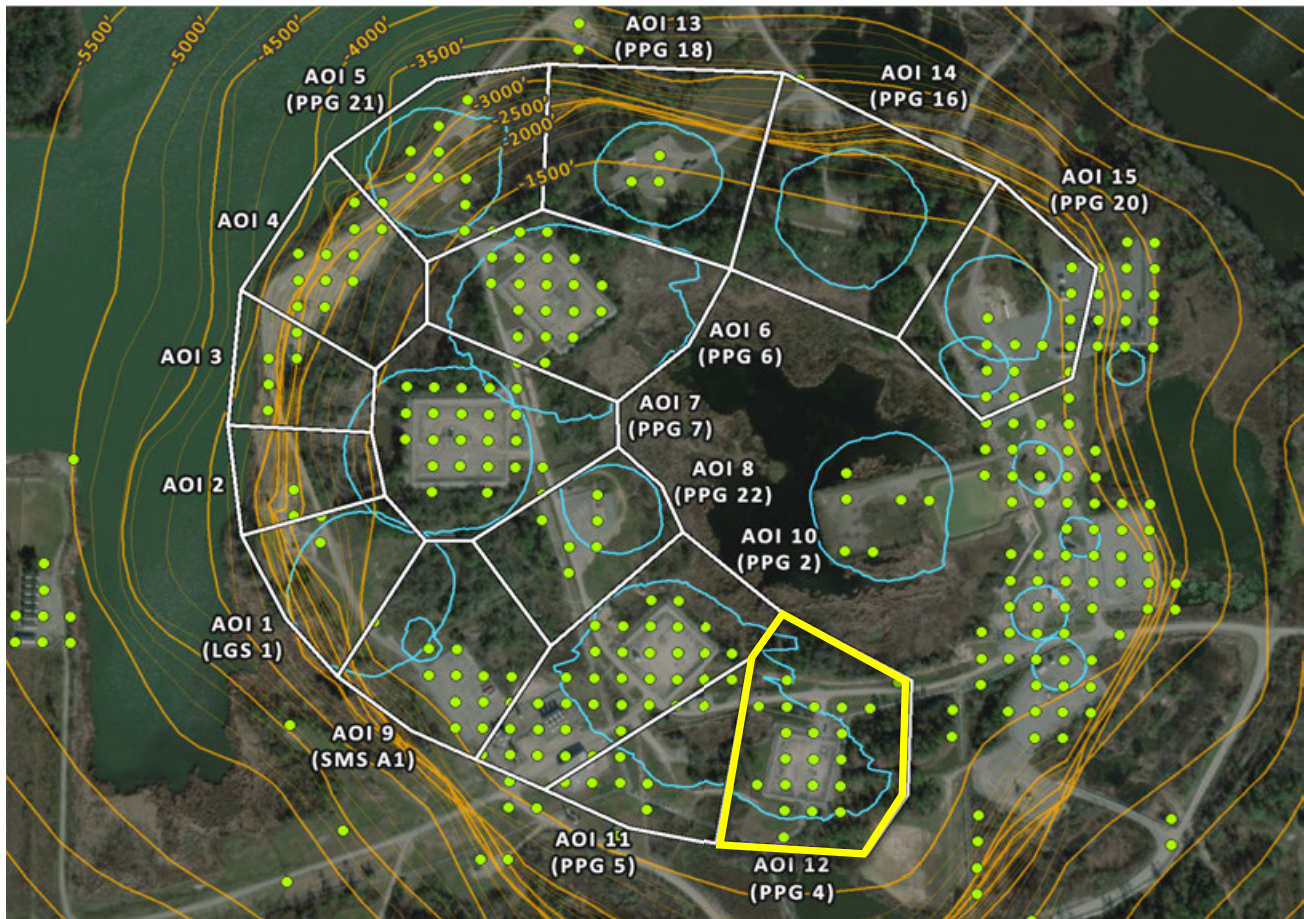 -5500'
-5000'
-4500'
-4000'
-3500'
-3000'
-2500'
-2000'
-1500'
AOI 13
(PPG 18)
AOI 5
(PPG 21)
AOI 14
(PPG 16)
AOI 15
(PPG 20)
AOI 4
AOI 3
AOI 6
(PPG 6)
AOI 7
(PPG 7)
AOI 2
AOI 8
(PPG 22)
AOI 10
(PPG 2)
AOI 1
(LGS 1)
AOI 9
(SMS A1)
AOI 11
(PPG 5)
AOI 12
(PPG 4)